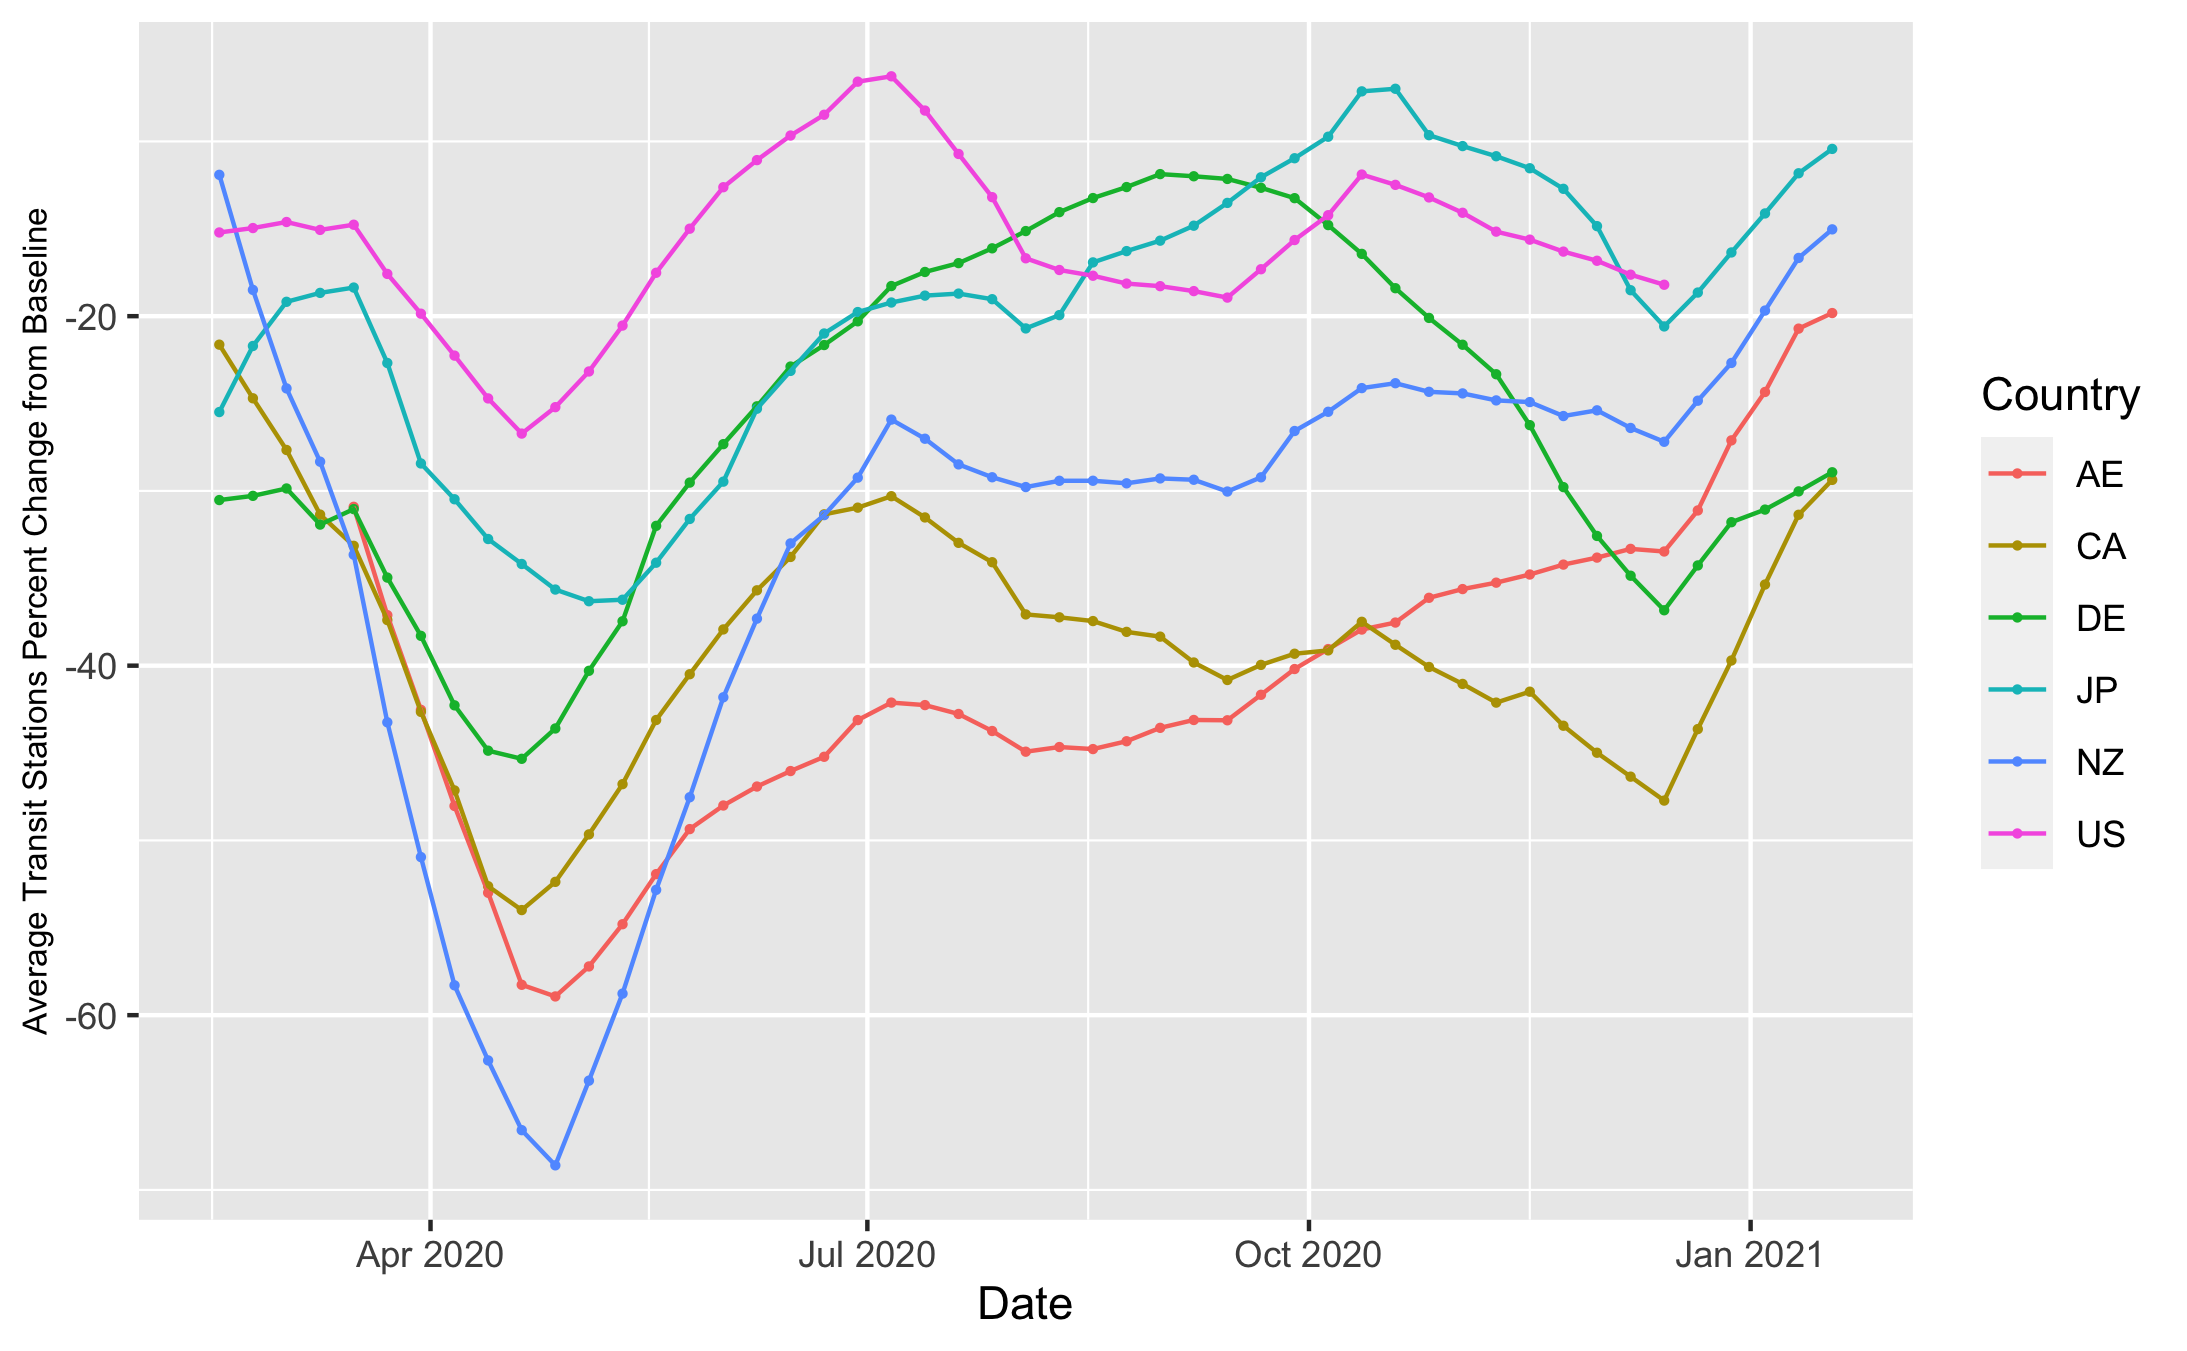 Average Transit Stations Percent Change from Baseline
-20
-40
-60
Apr 2020
Jul 2020
Oct 2020
Jan 2021
Date
Country
AE
CA
DE
JP
NZ
US